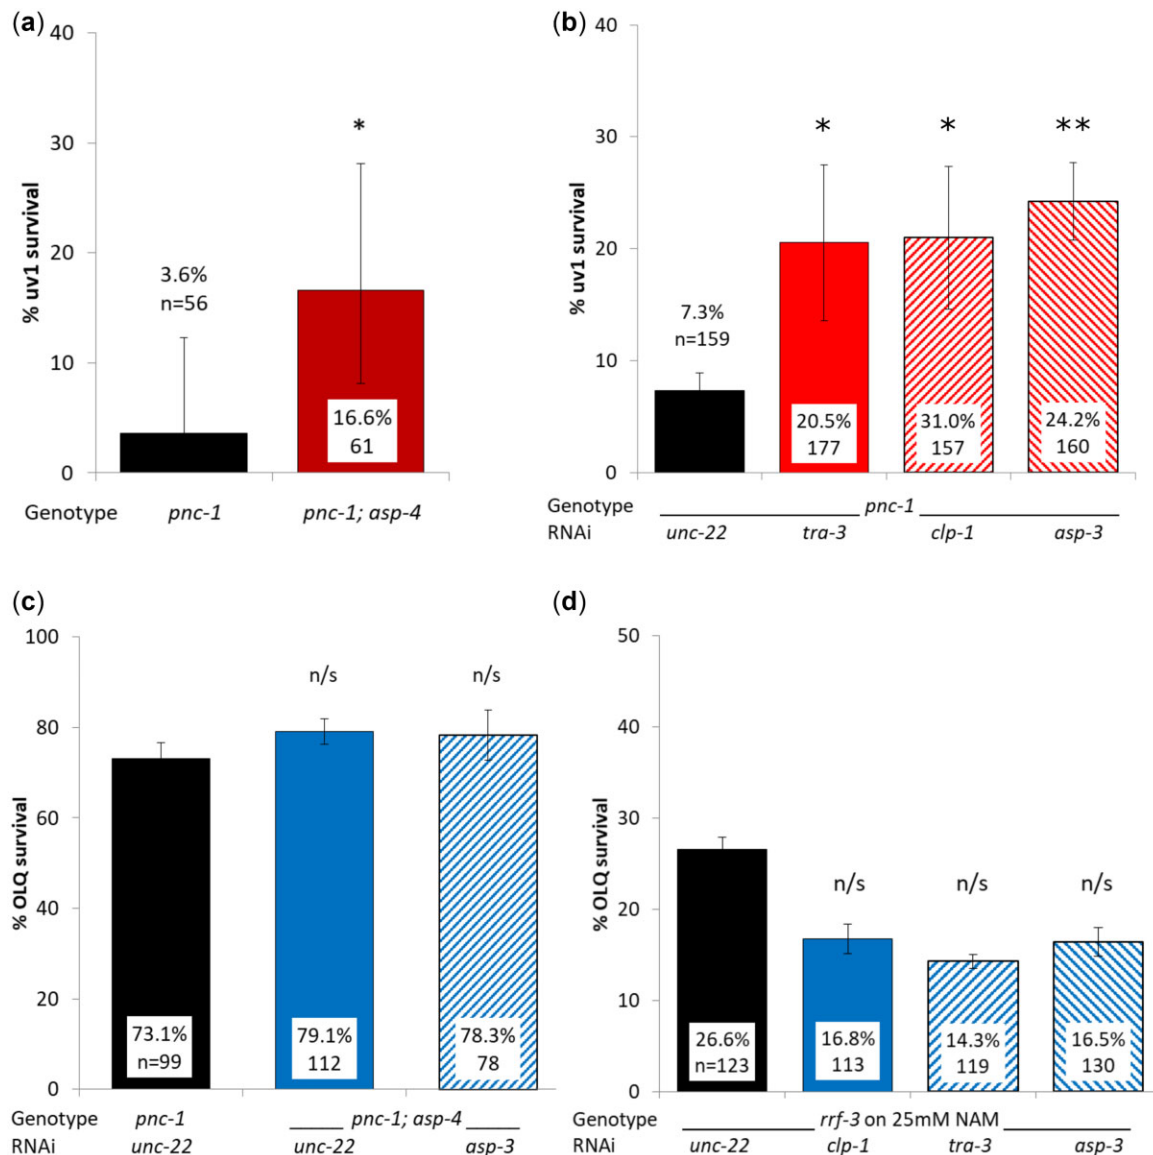 (a)
40
30
20
10
0
% uv1 survival
3.6%
n=56
*
16.6%
61
Genotype pnc-1 pnc-1; asp-4
(b)
40
30
20
10
0
% uv1 survival
7.3%
n=159
*
20.5%
177
*
31.0%
157
**
24.2%
160
Genotype pnc-1
RNAi unc-22 tra-3 clp-1 asp-3
(c)
100
80
60
40
20
0
% OLQ survival
73.1%
n=99
n/s
79.1%
112
n/s
78.3%
78
Genotype pnc-1 pnc-1; asp-4
RNAi unc-22 unc-22 asp-3
(d)
50
40
30
20
10
0
% OLQ survival
26.6%
n=123
n/s
16.8%
113
n/s
14.3%
119
n/s
16.5%
130
Genotype rrf-3 on 25mM NAM
RNAi unc-22 clp-1 tra-3 asp-3